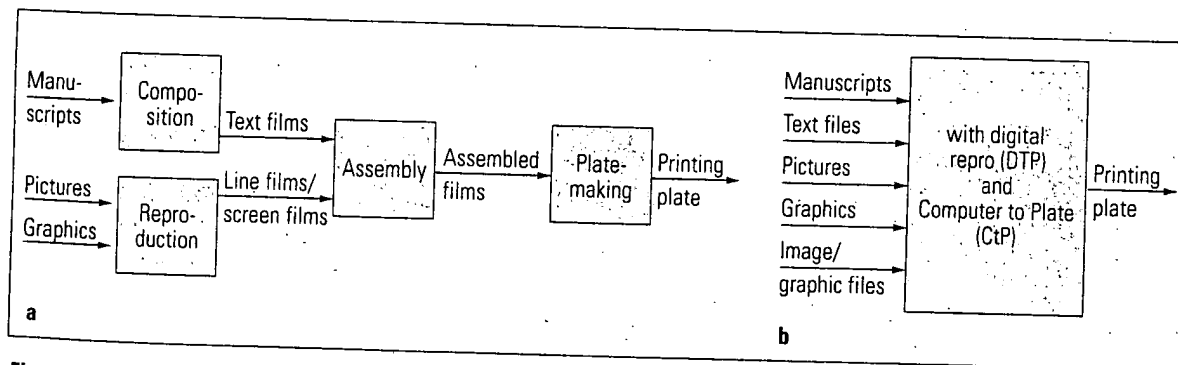 Manu-
scripts
Compo-
sition
Text films
Pictures
Graphics
Repro-
duction
Line films/
screen films
Assembly
Assembled
films
Plate-
making
Printing
plate
a
Manuscripts
Text files
Pictures
Graphics
Image/
graphic files
with digital
repro (DTP)
and
Computer to Plate
(CtP)
Printing
plate
b